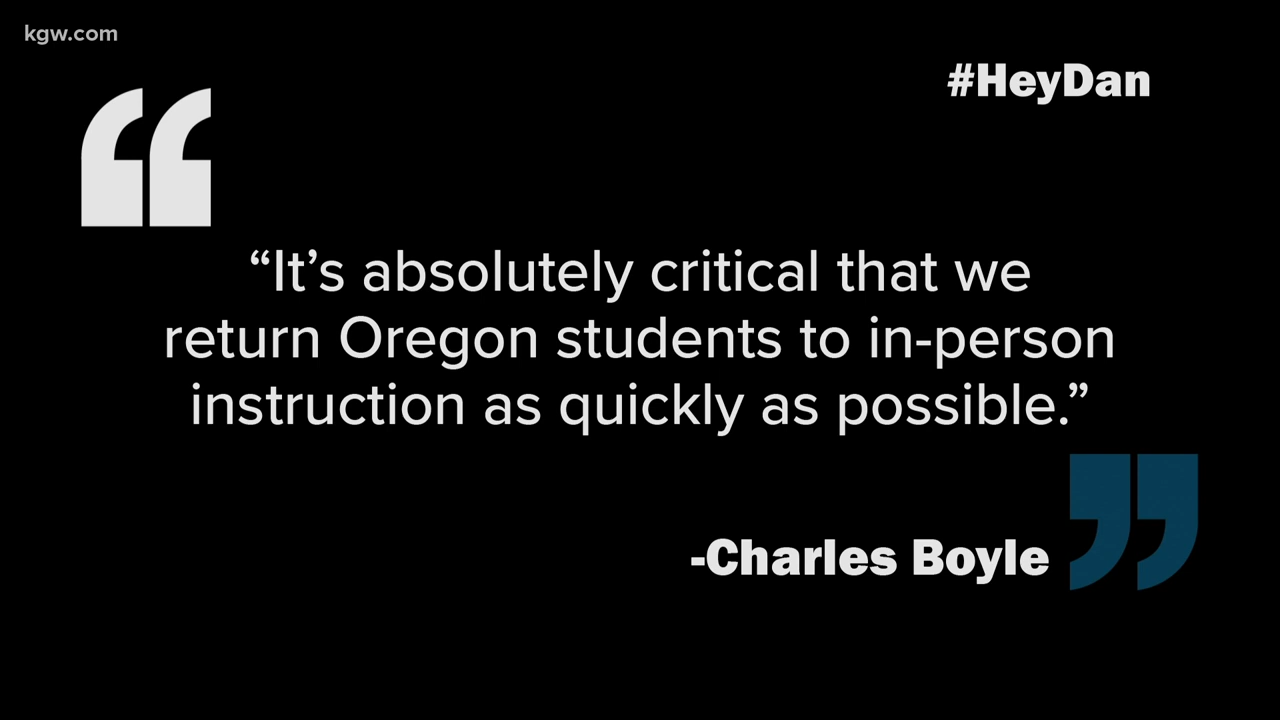 kgw.com
#HeyDan
“It’s absolutely critical that we
return Oregon students to in-person
instruction as quickly as possible.”
-Charles Boyle